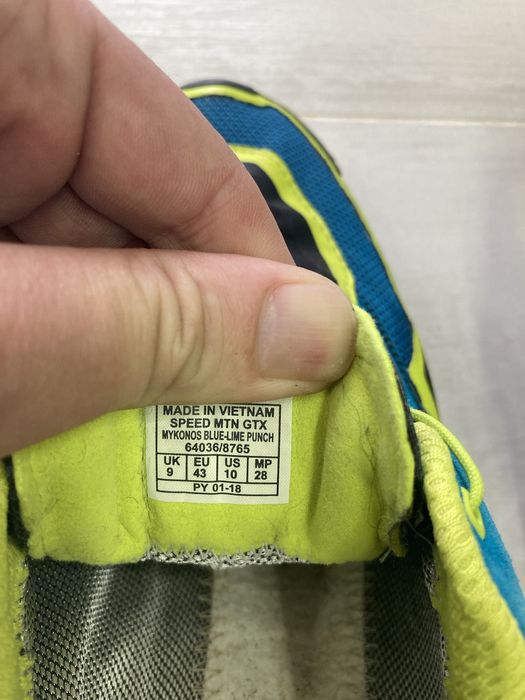 MADE IN VIETNAM
SPEED MTN GTX
MYKONOS BLUE-LIME PUNCH
64036/8765
UK EU US MP
9 43 10 28
PY 01-18